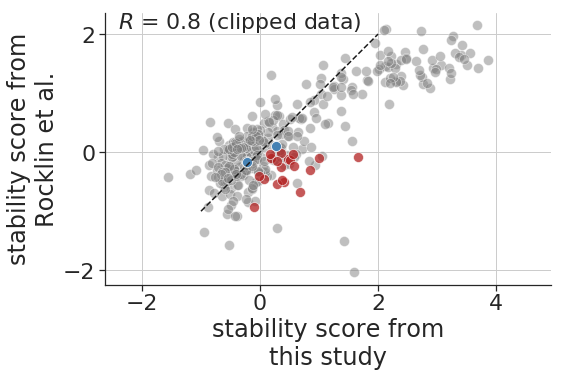 R = 0.8 (clipped data)
stability score from
Rocklin et al.
2
0
−2
−2
0
2
4
stability score from
this study